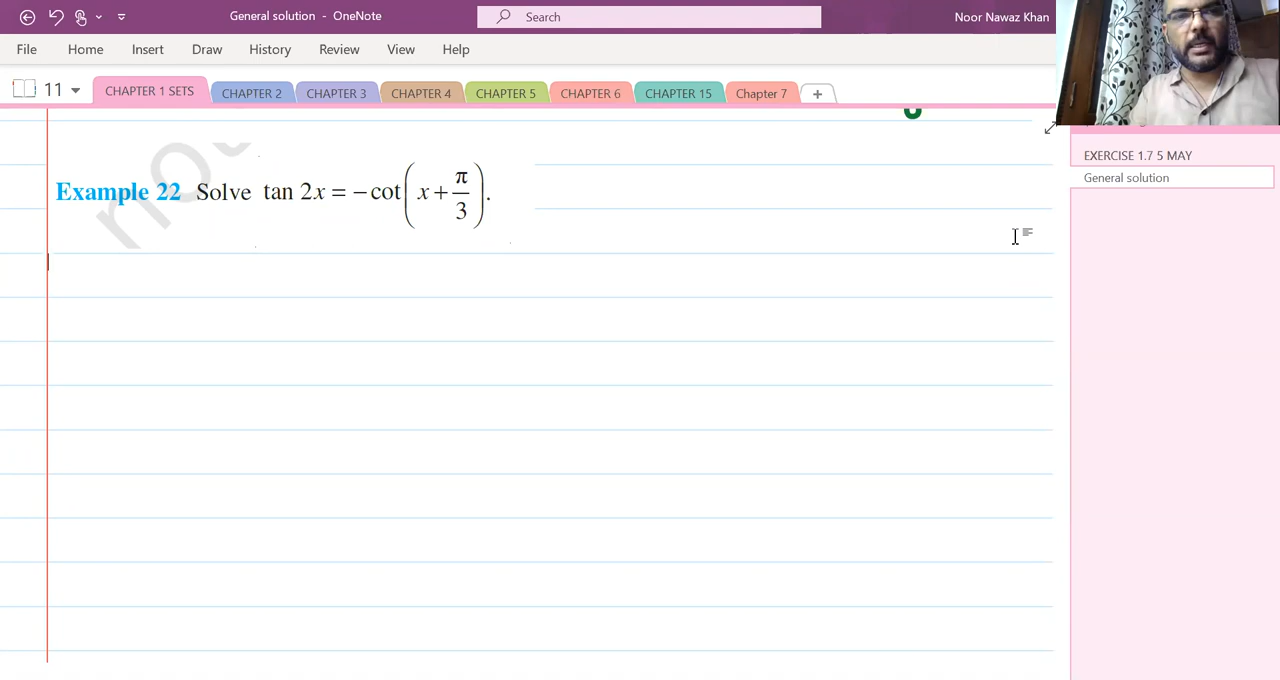 General solution - OneNote
Search
Noor Nawaz Khan
File Home Insert Draw History Review View Help
11 CHAPTER 1 SETS CHAPTER 2 CHAPTER 3 CHAPTER 4 CHAPTER 5 CHAPTER 6 CHAPTER 15 Chapter 7 +
EXERCISE 1.7 5 MAY
General solution
not
Example 22 Solve tan 2x = −cot(x + π/3).